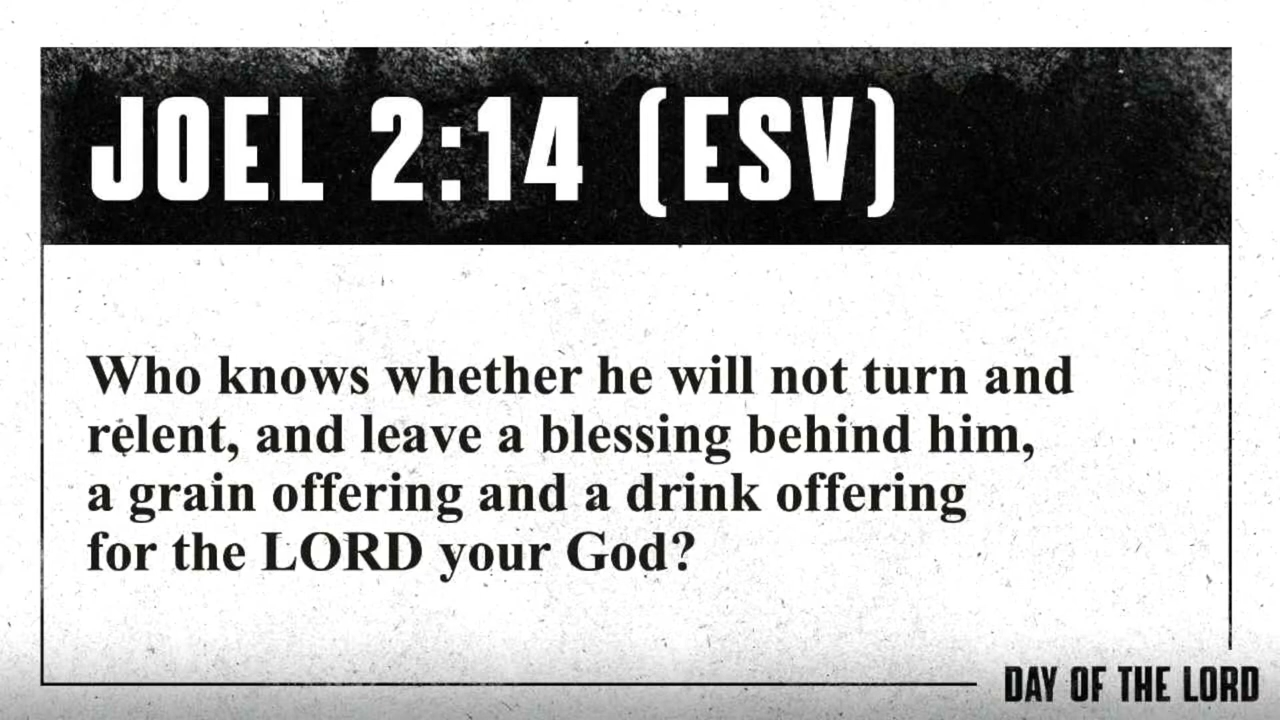 JOEL 2:14 (ESV)
Who knows whether he will not turn and
relent, and leave a blessing behind him,
a grain offering and a drink offering
for the LORD your God?
DAY OF THE LORD